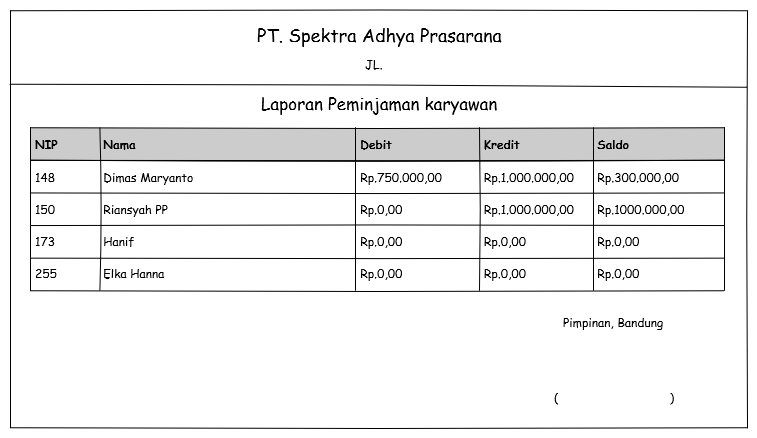 PT. Spektra Adhya Prasarana
JL.
Laporan Peminjaman karyawan
NIP Nama Debit Kredit Saldo
148 Dimas Maryanto Rp.750.000,00 Rp.1.000.000,00 Rp.300.000,00
150 Riansyah PP Rp.0,00 Rp.1.000.000,00 Rp.1000.000,00
173 Hanif Rp.0,00 Rp.0,00 Rp.0,00
255 Elka Hanna Rp.0,00 Rp.0,00 Rp.0,00
Pimpinan, Bandung
( )